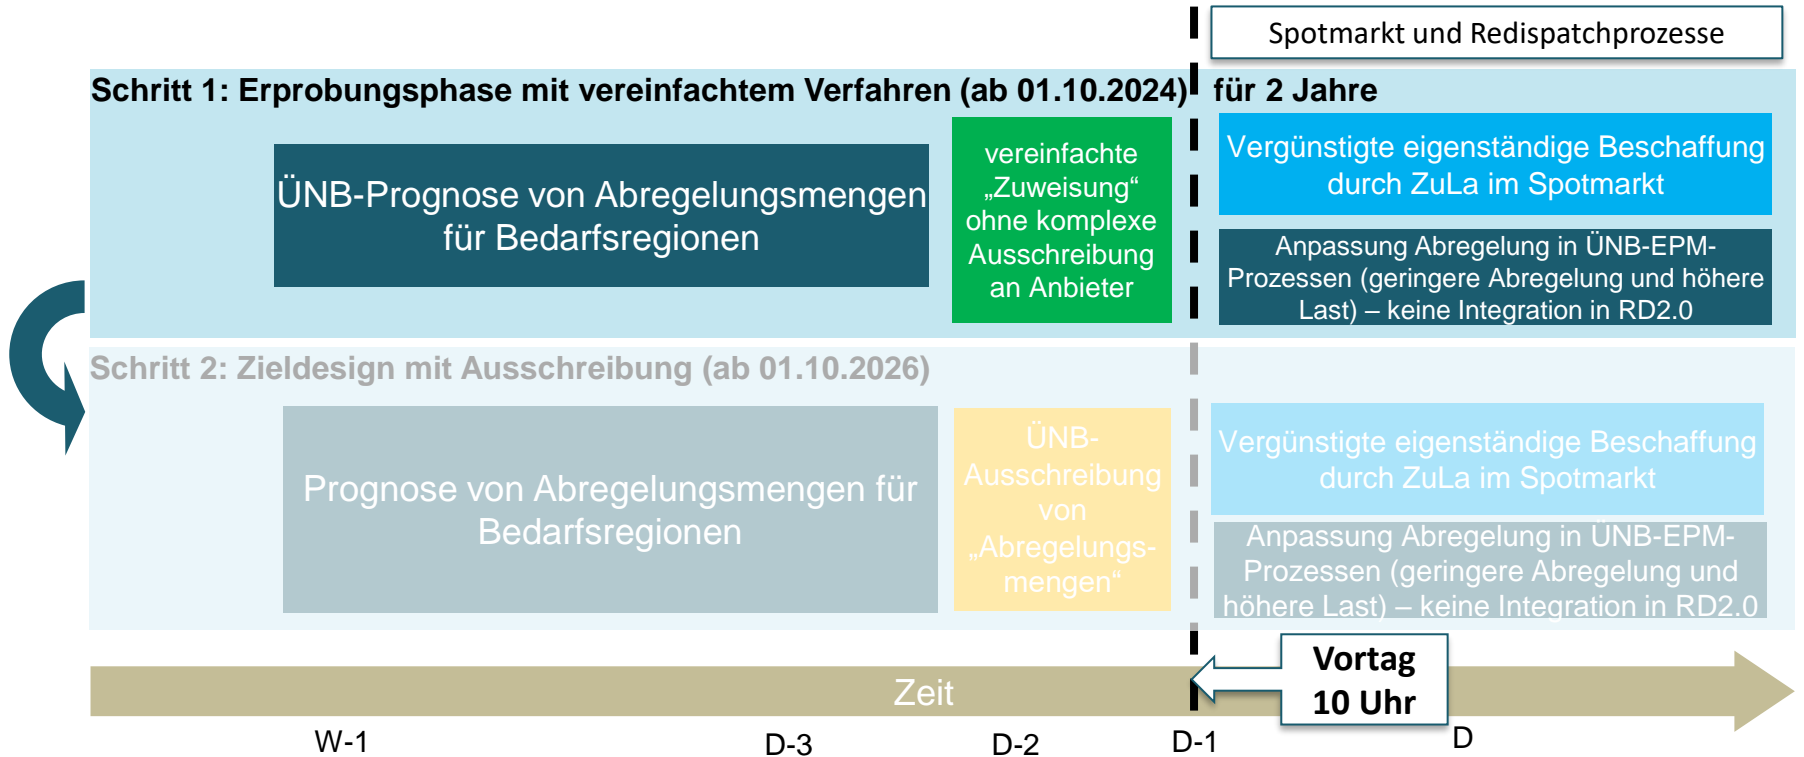 Spotmarkt und Redispatchprozesse
Schritt 1: Erprobungsphase mit vereinfachtem Verfahren (ab 01.10.2024) für 2 Jahre
ÜNB-Prognose von Abregelungsmengen
für Bedarfsregionen
vereinfachte
„Zuweisung“
ohne komplexe
Ausschreibung
an Anbieter
Vergünstigte eigenständige Beschaffung
durch ZuLa im Spotmarkt
Anpassung Abregelung in ÜNB-EPM-
Prozessen (geringere Abregelung und höhere
Last) – keine Integration in RD2.0
Schritt 2: Zieldesign mit Ausschreibung (ab 01.10.2026)
Prognose von Abregelungsmengen für
Bedarfsregionen
ÜNB-
Ausschreibung
von
„Abregelungs-
mengen“
Vergünstigte eigenständige Beschaffung
durch ZuLa im Spotmarkt
Anpassung Abregelung in ÜNB-EPM-
Prozessen (geringere Abregelung und
höhere Last) – keine Integration in RD2.0
Zeit
Vortag
10 Uhr
W-1
D-3
D-2
D-1
D